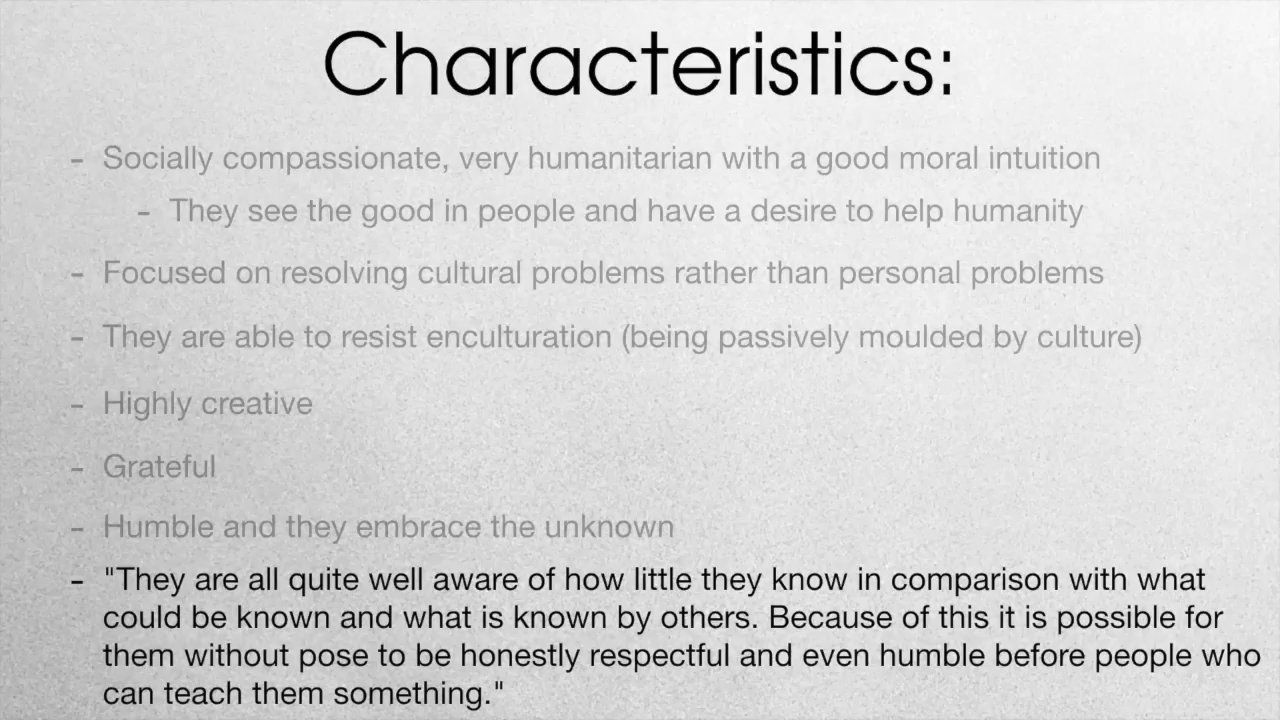 Characteristics:
- Socially compassionate, very humanitarian with a good moral intuition
- They see the good in people and have a desire to help humanity
- Focused on resolving cultural problems rather than personal problems
- They are able to resist enculturation (being passively moulded by culture)
- Highly creative
- Grateful
- Humble and they embrace the unknown
- "They are all quite well aware of how little they know in comparison with what
could be known and what is known by others. Because of this it is possible for
them without pose to be honestly respectful and even humble before people who
can teach them something."